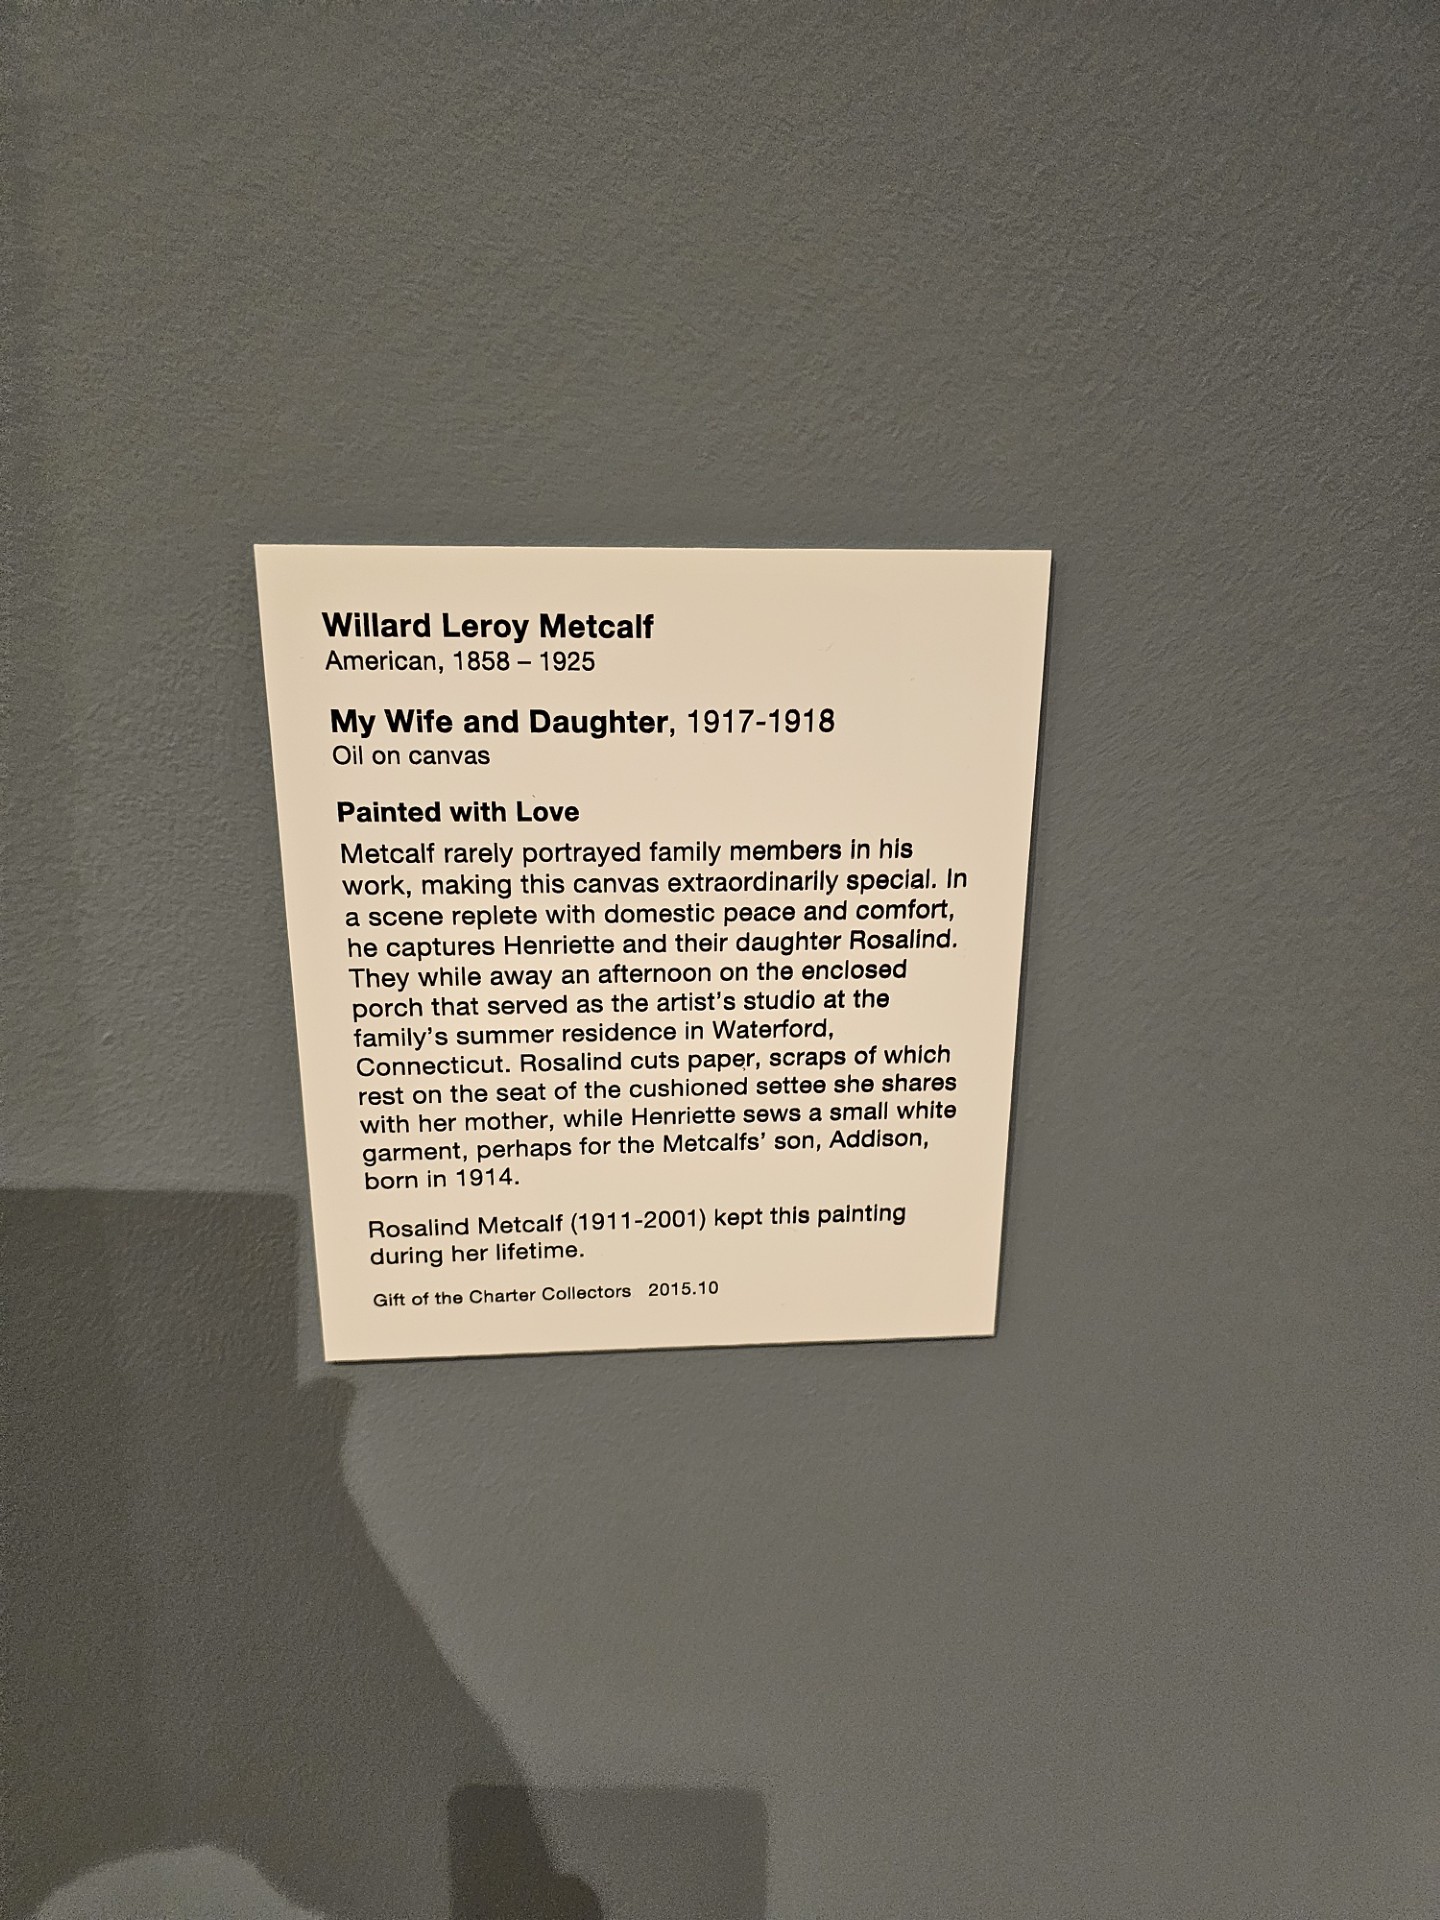 Willard Leroy Metcalf
American, 1858 – 1925
My Wife and Daughter, 1917-1918
Oil on canvas
Painted with Love
Metcalf rarely portrayed family members in his
work, making this canvas extraordinarily special. In
a scene replete with domestic peace and comfort,
he captures Henriette and their daughter Rosalind.
They while away an afternoon on the enclosed
porch that served as the artist's studio at the
family's summer residence in Waterford,
Connecticut. Rosalind cuts paper, scraps of which
rest on the seat of the cushioned settee she shares
with her mother, while Henriette sews a small white
garment, perhaps for the Metcalfs' son, Addison,
born in 1914.
Rosalind Metcalf (1911-2001) kept this painting
during her lifetime.
Gift of the Charter Collectors 2015.10